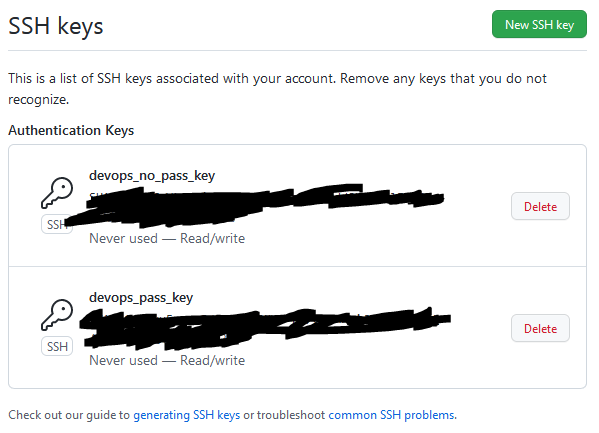 SSH keys
New SSH key
This is a list of SSH keys associated with your account. Remove any keys that you do not
recognize.
Authentication Keys
devops_no_pass_key
SSH
Never used — Read/write
Delete
devops_pass_key
SSH
Never used — Read/write
Delete
Check out our guide to generating SSH keys or troubleshoot common SSH problems.